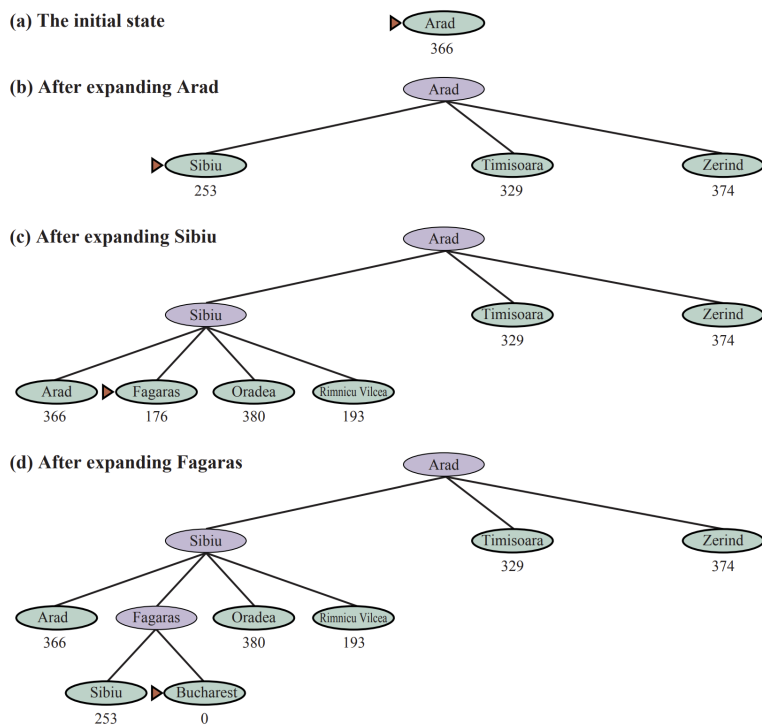 (a) The initial state
Arad
366
(b) After expanding Arad
Arad
Sibiu Timisoara Zerind
253 329 374
(c) After expanding Sibiu
Arad
Sibiu Timisoara Zerind
329 374
Arad Fagaras Oradea Rimnicu Vilcea
366 176 380 193
(d) After expanding Fagaras
Arad
Sibiu Timisoara Zerind
329 374
Arad Fagaras Oradea Rimnicu Vilcea
366 380 193
Sibiu Bucharest
253 0